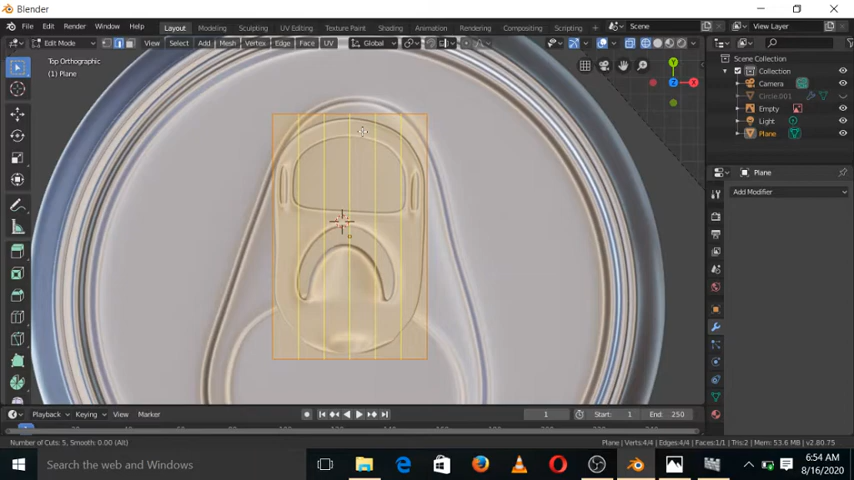 Blender
File Edit Render Window Help Layout Modeling Sculpting UV Editing Texture Paint Shading Animation Rendering Compositing Scripting Scene View Layer
Edit Mode View Select Add Mesh Vertex Edge Face UV Global
Top Orthographic
(1) Plane
Y
X
Z
Scene Collection
Collection
Camera
Circle.001
Empty
Light
Plane
Plane
Add Modifier
Playback Keying View Marker 1 Start: 1 End: 250
Number of Cuts: 5, Smooth: 0.00 (Alt) Plane | Verts:4/4 | Edges:4/4 | Faces:1/1 | Tris:2 | Mem: 53.6 MB | v2.80.75
Search the web and Windows
6:54 AM
8/16/2020